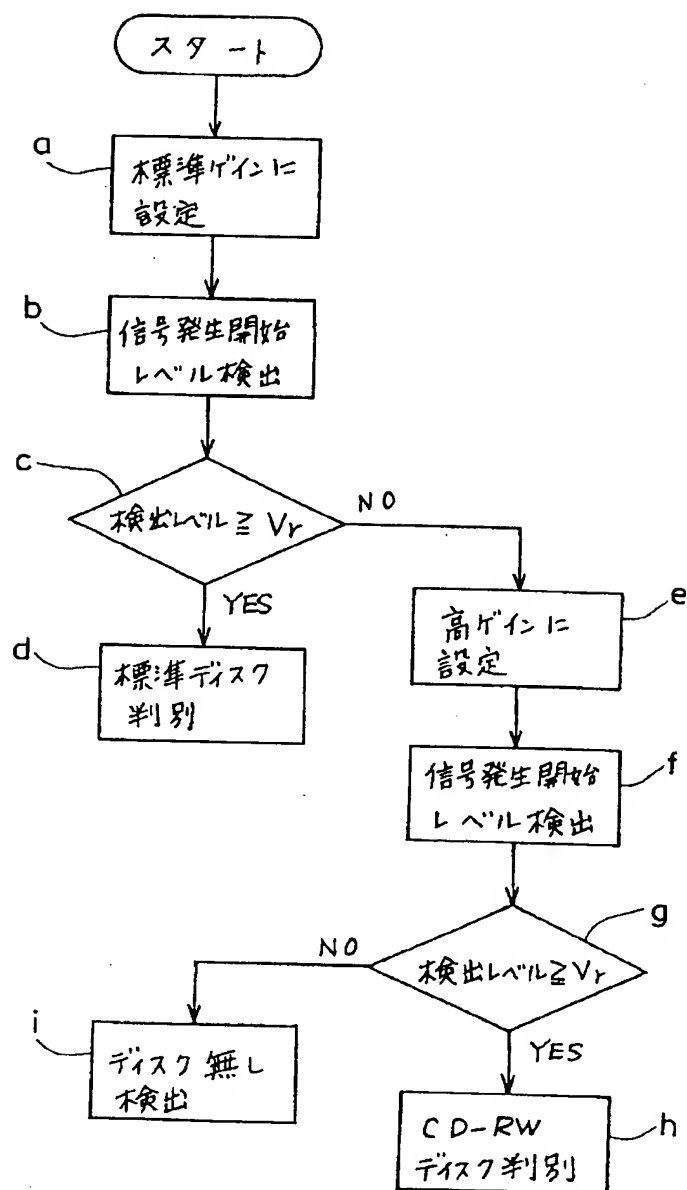 スタート
a
標準ゲインに
設定
b
信号発生開始
レベル検出
c
検出レベル ≧ Vr
NO
YES
d
標準ディスク
判別
e
高ゲインに
設定
f
信号発生開始
レベル検出
g
検出レベル≧Vr
NO
YES
i
ディスク無し
検出
h
CD-RW
ディスク判別